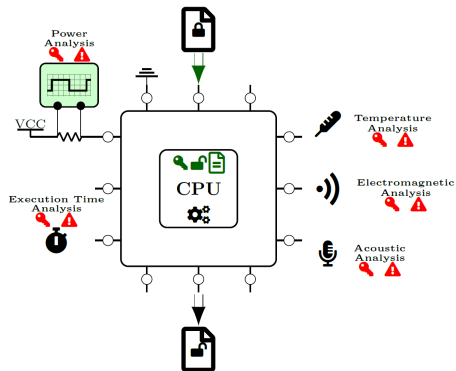 Power
Analysis
VCC
CPU
Execution Time
Analysis
Temperature
Analysis
Electromagnetic
Analysis
Acoustic
Analysis